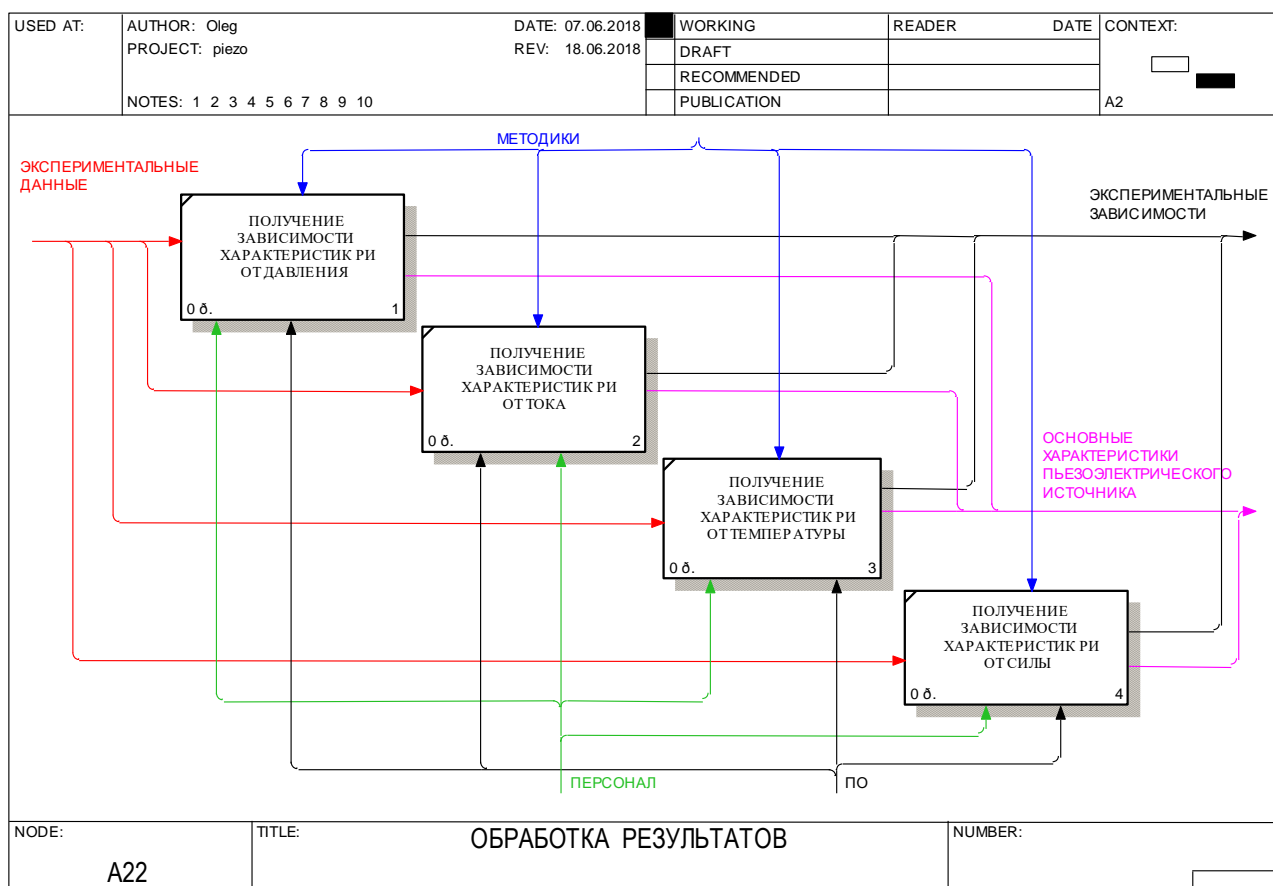 USED AT:
AUTHOR: Oleg
DATE: 07.06.2018
PROJECT: piezo
REV: 18.06.2018
NOTES: 1 2 3 4 5 6 7 8 9 10
WORKING
DRAFT
RECOMMENDED
PUBLICATION
READER
DATE
CONTEXT:
A2
МЕТОДИКИ
ЭКСПЕРИМЕНТАЛЬНЫЕ
ДАННЫЕ
ЭКСПЕРИМЕНТАЛЬНЫЕ
ЗАВИСИМОСТИ
ПОЛУЧЕНИЕ
ЗАВИСИМОСТИ
ХАРАКТЕРИСТИК РИ
ОТ ДАВЛЕНИЯ
0 ð.
1
ПОЛУЧЕНИЕ
ЗАВИСИМОСТИ
ХАРАКТЕРИСТИК РИ
ОТ ТОКА
0 ð.
2
ОСНОВНЫЕ
ХАРАКТЕРИСТИКИ
ПЬЕЗОЭЛЕКТРИЧЕСКОГО
ИСТОЧНИКА
ПОЛУЧЕНИЕ
ЗАВИСИМОСТИ
ХАРАКТЕРИСТИК РИ
ОТ ТЕМПЕРАТУРЫ
0 ð.
3
ПОЛУЧЕНИЕ
ЗАВИСИМОСТИ
ХАРАКТЕРИСТИК РИ
ОТ СИЛЫ
0 ð.
4
ПЕРСОНАЛ
ПО
NODE:
A22
TITLE:
ОБРАБОТКА РЕЗУЛЬТАТОВ
NUMBER: